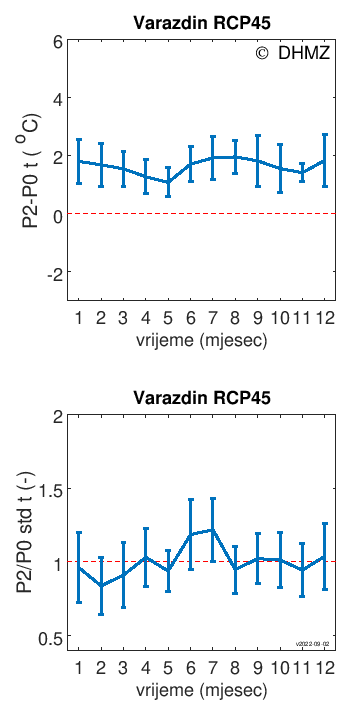 Varazdin RCP45
© DHMZ
P2-P0 t ( °C)
6
4
2
0
-2
1 2 3 4 5 6 7 8 9 10 11 12
vrijeme (mjesec)
Varazdin RCP45
P2/P0 std t (-)
2
1.5
1
0.5
v2022-09-02
1 2 3 4 5 6 7 8 9 10 11 12
vrijeme (mjesec)